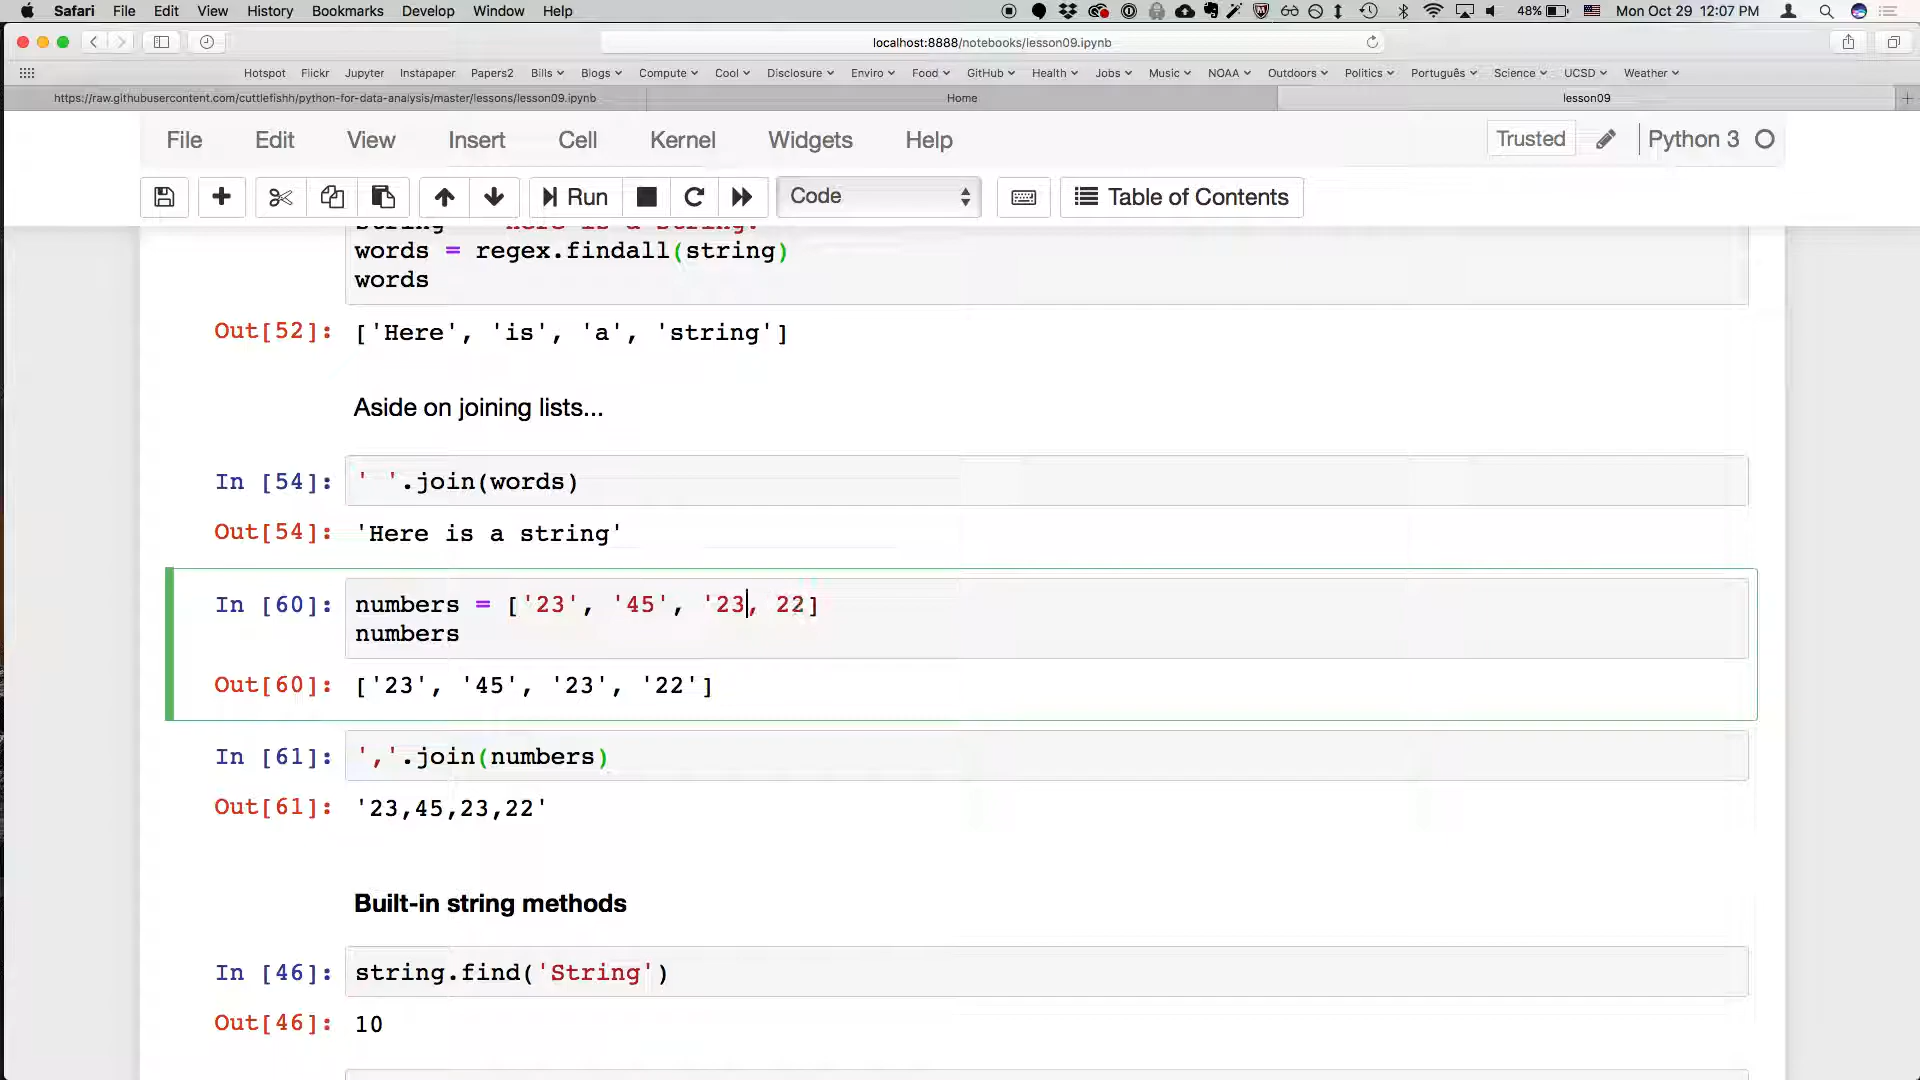 Safari File Edit View History Bookmarks Develop Window Help 48% Mon Oct 29 12:07 PM
localhost:8888/notebooks/lesson09.ipynb
Hotspot Flickr Jupyter Instapaper Papers2 Bills Blogs Compute Cool Disclosure Enviro Food GitHub Health Jobs Music NOAA Outdoors Politics Português Science UCSD Weather
https://raw.githubusercontent.com/cuttlefishh/python-for-data-analysis/master/lessons/lesson09.ipynb Home lesson09
File Edit View Insert Cell Kernel Widgets Help Trusted Python 3
Run Code Table of Contents
words = regex.findall(string)
words
Out[52]: ['Here', 'is', 'a', 'string']
Aside on joining lists...
In [54]: ' '.join(words)
Out[54]: 'Here is a string'
In [60]: numbers = ['23', '45', '23, 22]
numbers
Out[60]: ['23', '45', '23', '22']
In [61]: ','.join(numbers)
Out[61]: '23,45,23,22'
Built-in string methods
In [46]: string.find('String')
Out[46]: 10